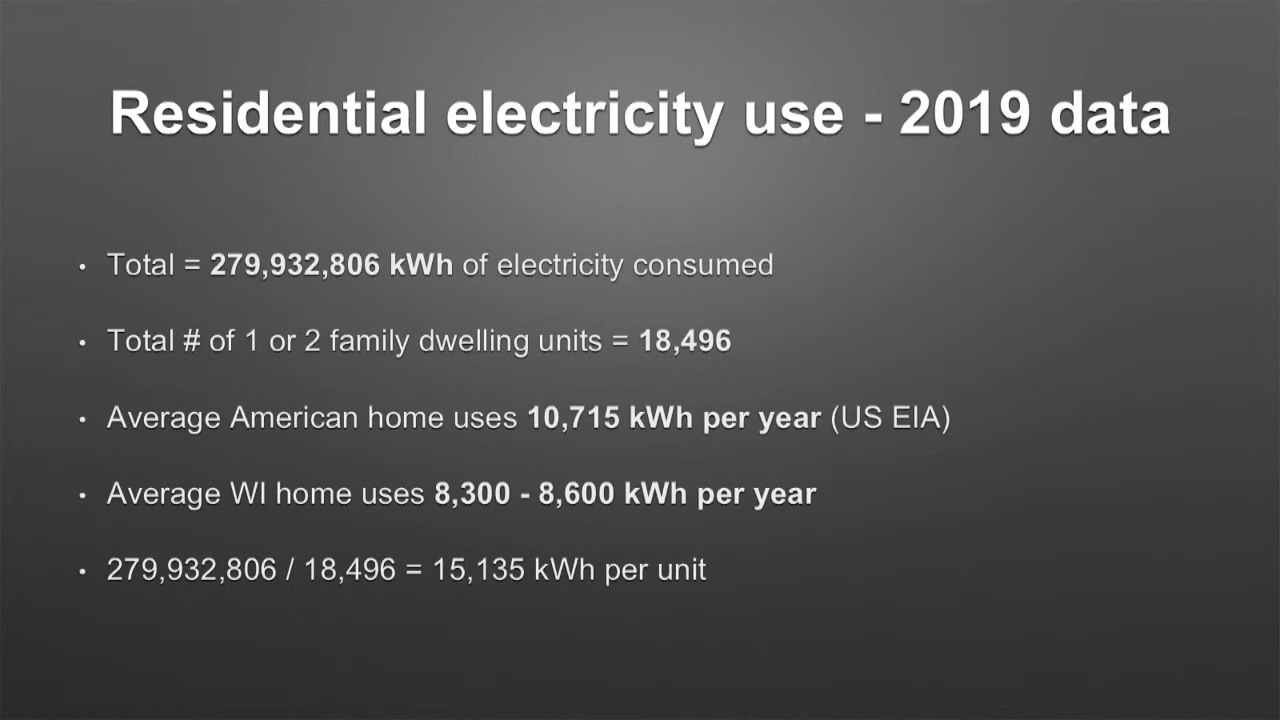 Residential electricity use - 2019 data
• Total = 279,932,806 kWh of electricity consumed
• Total # of 1 or 2 family dwelling units = 18,496
• Average American home uses 10,715 kWh per year (US EIA)
• Average WI home uses 8,300 - 8,600 kWh per year
• 279,932,806 / 18,496 = 15,135 kWh per unit